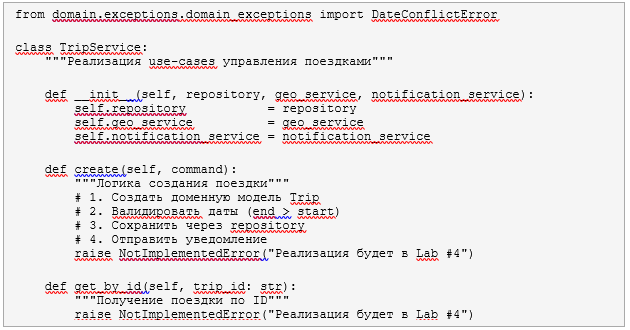 from domain.exceptions.domain_exceptions import DateConflictError
class TripService:
"""Реализация use-cases управления поездками"""
def __init__(self, repository, geo_service, notification_service):
self.repository = repository
self.geo_service = geo_service
self.notification_service = notification_service
def create(self, command):
"""Логика создания поездки"""
# 1. Создать доменную модель Trip
# 2. Валидировать даты (end > start)
# 3. Сохранить через repository
# 4. Отправить уведомление
raise NotImplementedError("Реализация будет в Lab #4")
def get_by_id(self, trip_id: str):
"""Получение поездки по ID"""
raise NotImplementedError("Реализация будет в Lab #4")